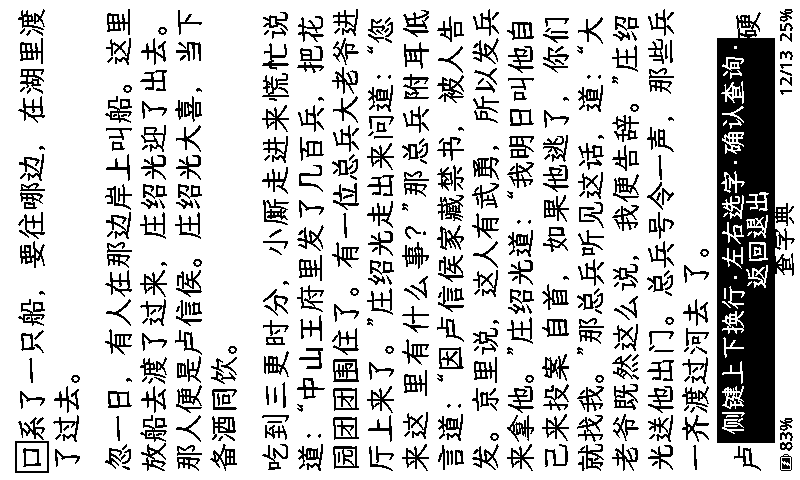 口系了一只船，要往哪边，在湖里渡
了过去。
忽一日，有人在那边岸上叫船。这里
放船去渡了过来，庄绍光迎了出去。
那人便是卢信侯。庄绍光大喜，当下
备酒同饮。
吃到三更时分，小厮走进来慌忙说
道：“中山王府里发了几百兵，把花
园团团围住了。有一位总兵大老爷进
厅上来了。”庄绍光走出来问道：“您
来这里有什么事？”那总兵附耳低
言道：“因卢信侯家藏禁书，被人告
发。京里说，这人有武勇，所以发兵
来拿他。”庄绍光道：“我明日叫他自
己来投案自首，如果他逃了，你们
就找我。”那总兵听见这话，道：“大
老爷既然这么说，我便告辞。”庄绍
光送他出门。总兵号令一声，那些兵
一齐渡过河去了。
侧键上下换行·左右选字·确认查询·
返回退出
卢
硬
查字典
83%
12/13 25%